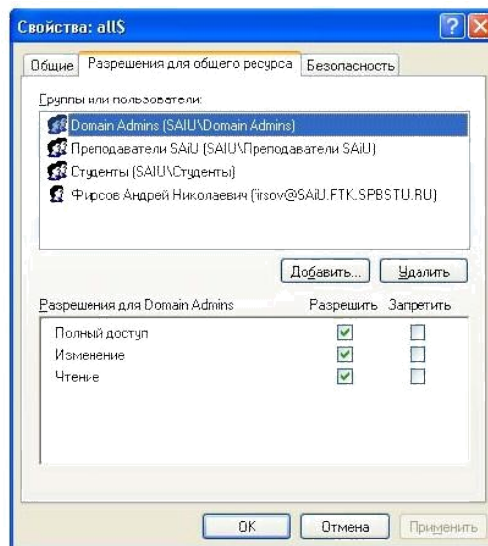 Свойства: all$
Общие Разрешения для общего ресурса Безопасность
Группы или пользователи:
Domain Admins (SAIU\Domain Admins)
Преподаватели SAiU (SAIU\Преподаватели SAiU)
Студенты (SAIU\Студенты)
Фирсов Андрей Николаевич (firsov@SAiU.FTK.SPBSTU.RU)
Добавить... Удалить
Разрешения для Domain Admins Разрешить Запретить
Полный доступ
Изменение
Чтение
OK Отмена Применить